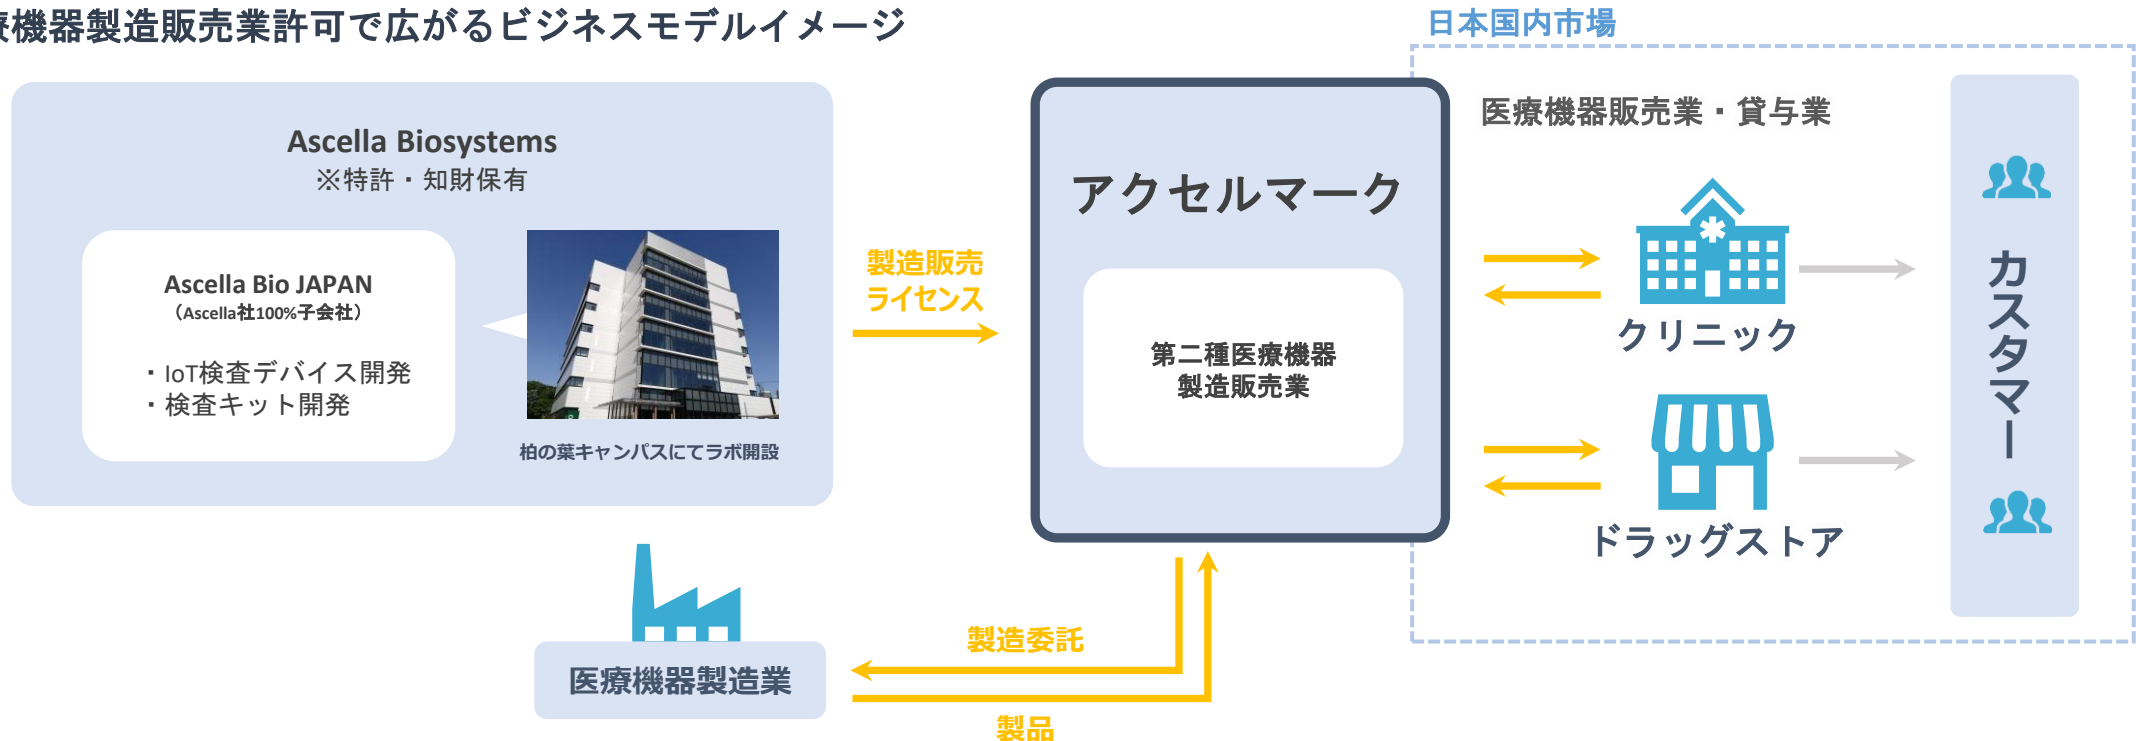 機器製造販売業許可で広がるビジネスモデルイメージ
日本国内市場
Ascella Biosystems
※特許・知財保有
Ascella Bio JAPAN
（Ascella社100%子会社）
・IoT検査デバイス開発
・検査キット開発
柏の葉キャンパスにてラボ開設
製造販売
ライセンス
アクセルマーク
第二種医療機器
製造販売業
医療機器販売業・貸与業
クリニック
ドラッグストア
カスタマー
医療機器製造業
製造委託
製品